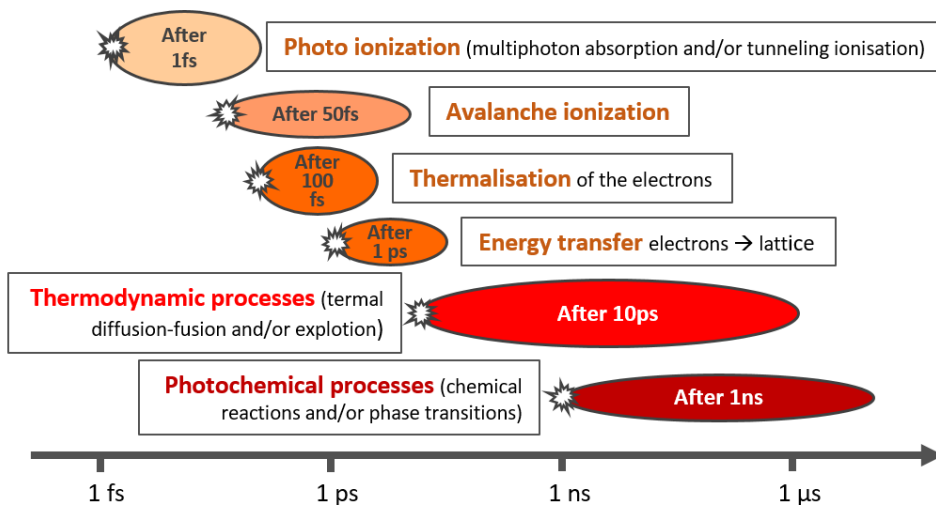 After
1fs
Photo ionization (multiphoton absorption and/or tunneling ionisation)
After 50fs
Avalanche ionization
After
100
fs
Thermalisation of the electrons
After
1 ps
Energy transfer electrons → lattice
Thermodynamic processes (termal
diffusion-fusion and/or explotion)
After 10ps
Photochemical processes (chemical
reactions and/or phase transitions)
After 1ns
1 fs
1 ps
1 ns
1 µs